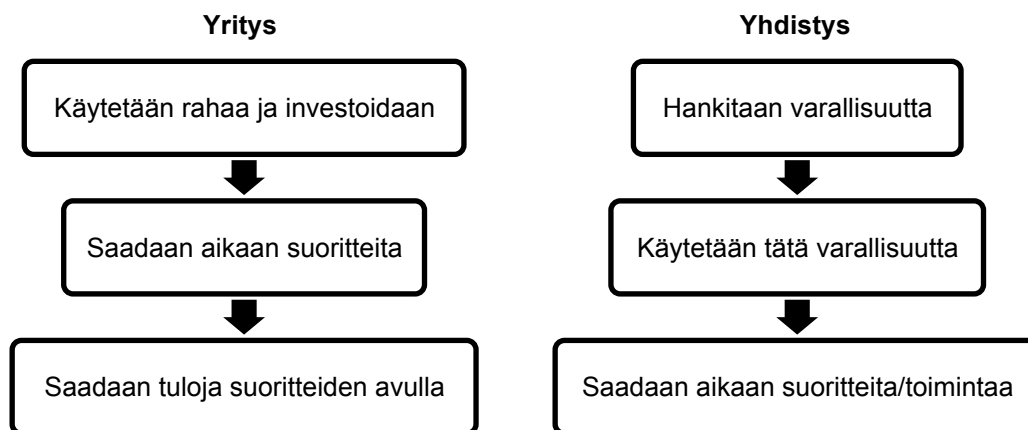 Yritys
Käytetään rahaa ja investoidaan
Saadaan aikaan suoritteita
Saadaan tuloja suoritteiden avulla
Yhdistys
Hankitaan varallisuutta
Käytetään tätä varallisuutta
Saadaan aikaan suoritteita/toimintaa